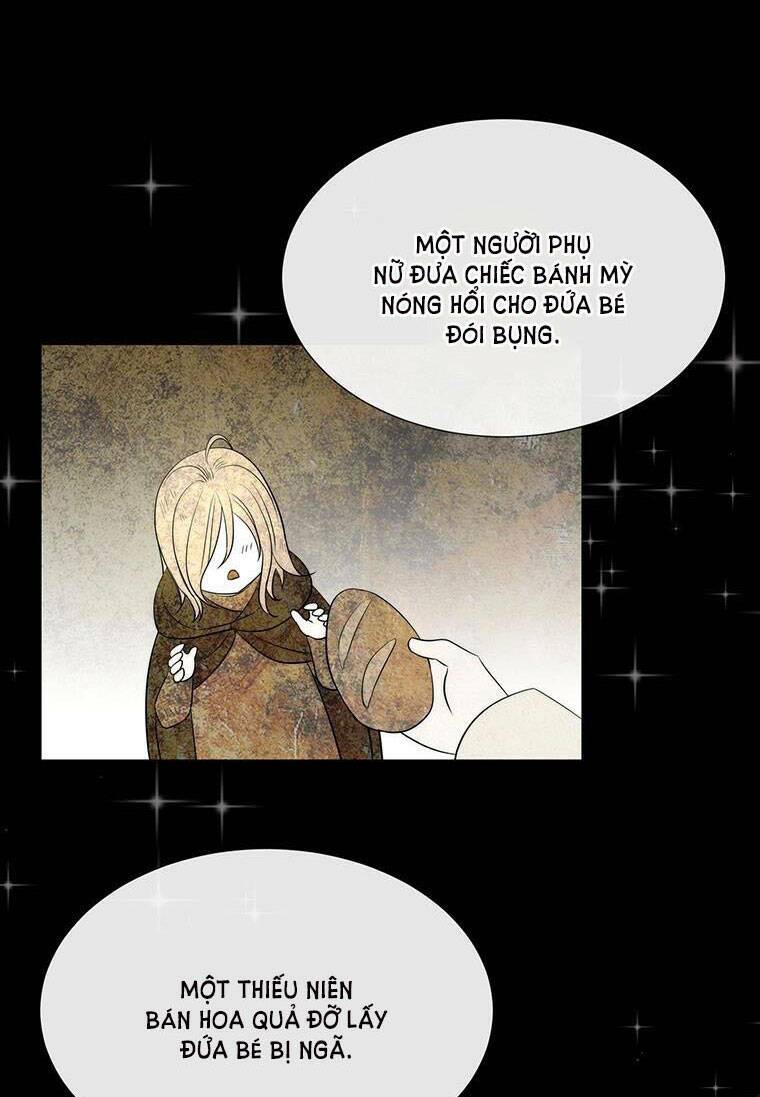 MỘT NGƯỜI PHỤ
NỮ ĐƯA CHIẾC BÁNH MỲ
NÓNG HỔI CHO ĐỨA BÉ
ĐÓI BỤNG.
MỘT THIẾU NIÊN
BÁN HOA QUẢ ĐỠ LẤY
ĐỨA BÉ BỊ NGÃ.